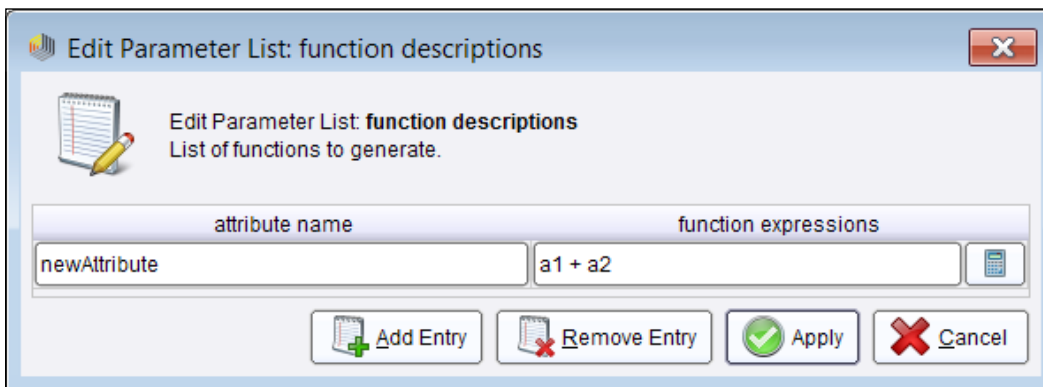 Edit Parameter List: function descriptions
Edit Parameter List: function descriptions
List of functions to generate.
attribute name function expressions
newAttribute a1 + a2
Add Entry Remove Entry Apply Cancel